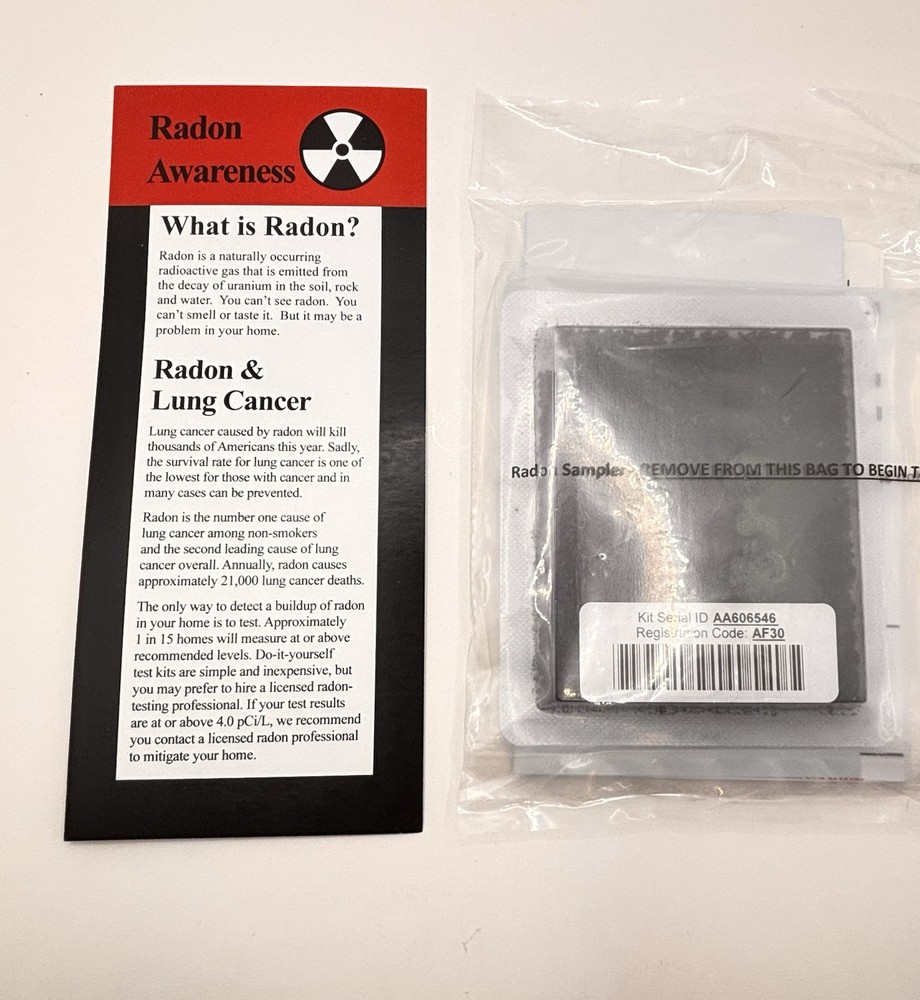 Radon
Awareness
What is Radon?
Radon is a naturally occurring
radioactive gas that is emitted from
the decay of uranium in the soil, rock
and water. You can't see radon. You
can't smell or taste it. But it may be a
problem in your home.
Radon &
Lung Cancer
Lung cancer caused by radon will kill
thousands of Americans this year. Sadly,
the survival rate for lung cancer is one of
the lowest for those with cancer and in
many cases can be prevented.
Radon is the number one cause of
lung cancer among non-smokers
and the second leading cause of lung
cancer overall. Annually, radon causes
approximately 21,000 lung cancer deaths.
The only way to detect a buildup of radon
in your home is to test. Approximately
1 in 15 homes will measure at or above
recommended levels. Do-it-yourself
test kits are simple and inexpensive, but
you may prefer to hire a licensed radon-
testing professional. If your test results
are at or above 4.0 pCi/L, we recommend
you contact a licensed radon professional
to mitigate your home.
Radon Sampler - REMOVE FROM THIS BAG TO BEGIN
Kit Serial ID AA606546
Registration Code: AF30